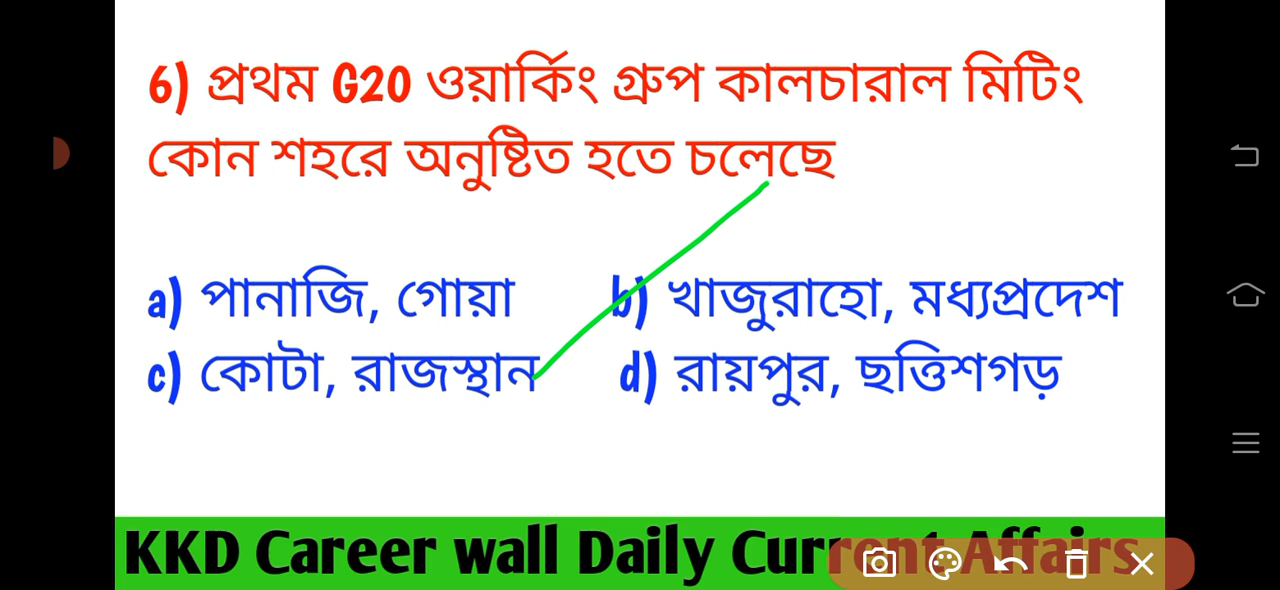 6) প্রথম G20 ওয়ার্কিং গ্রুপ কালচারাল মিটিং
কোন শহরে অনুষ্টিত হতে চলেছে
a) পানাজি, গোয়া b) খাজুরাহো, মধ্যপ্রদেশ
c) কোটা, রাজস্থান d) রায়পুর, ছত্তিশগড়
KKD Career wall Daily Current Affairs